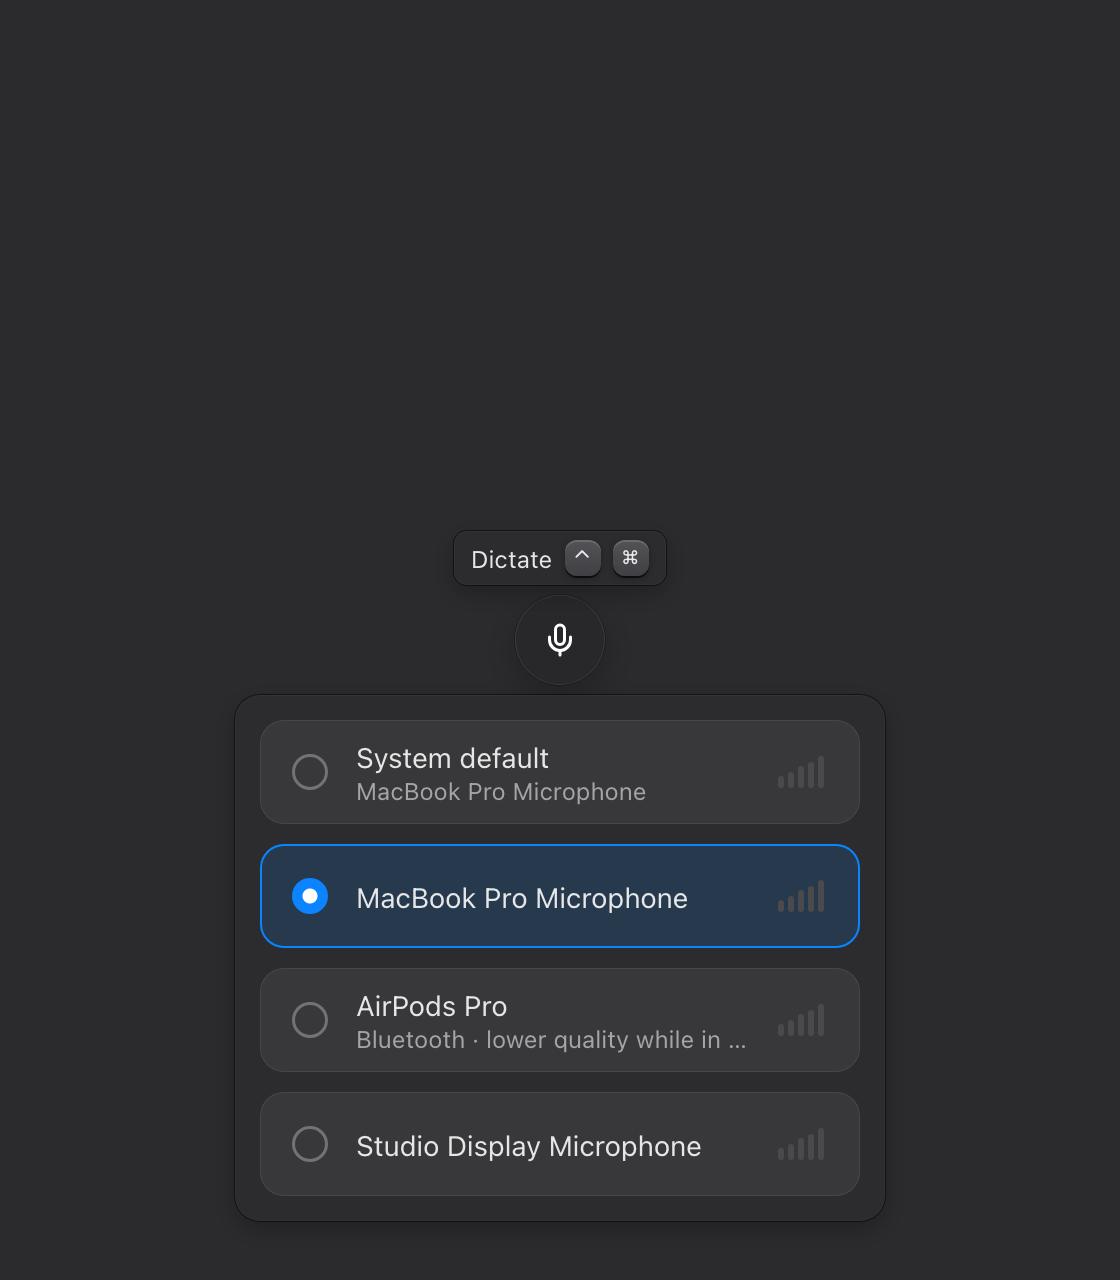 Dictate ^ ⌘
System default
MacBook Pro Microphone
MacBook Pro Microphone
AirPods Pro
Bluetooth · lower quality while in ...
Studio Display Microphone